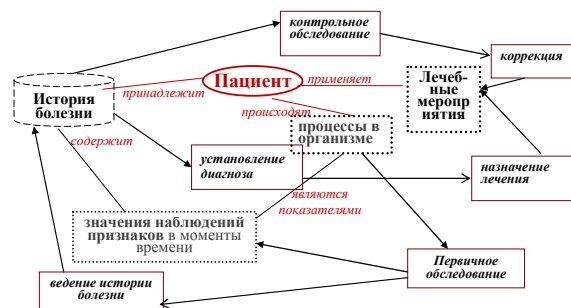 контрольное
обследование
коррекция
Пациент
применяет
принадлежит
История
болезни
Лечеб-
ные мероп
риятия
происходят
процессы в
организме
содержит
установление
диагноза
назначение
лечения
являются
показателями
значения наблюдений
признаков в моменты
времени
Первичное
обследование
ведение истории
болезни